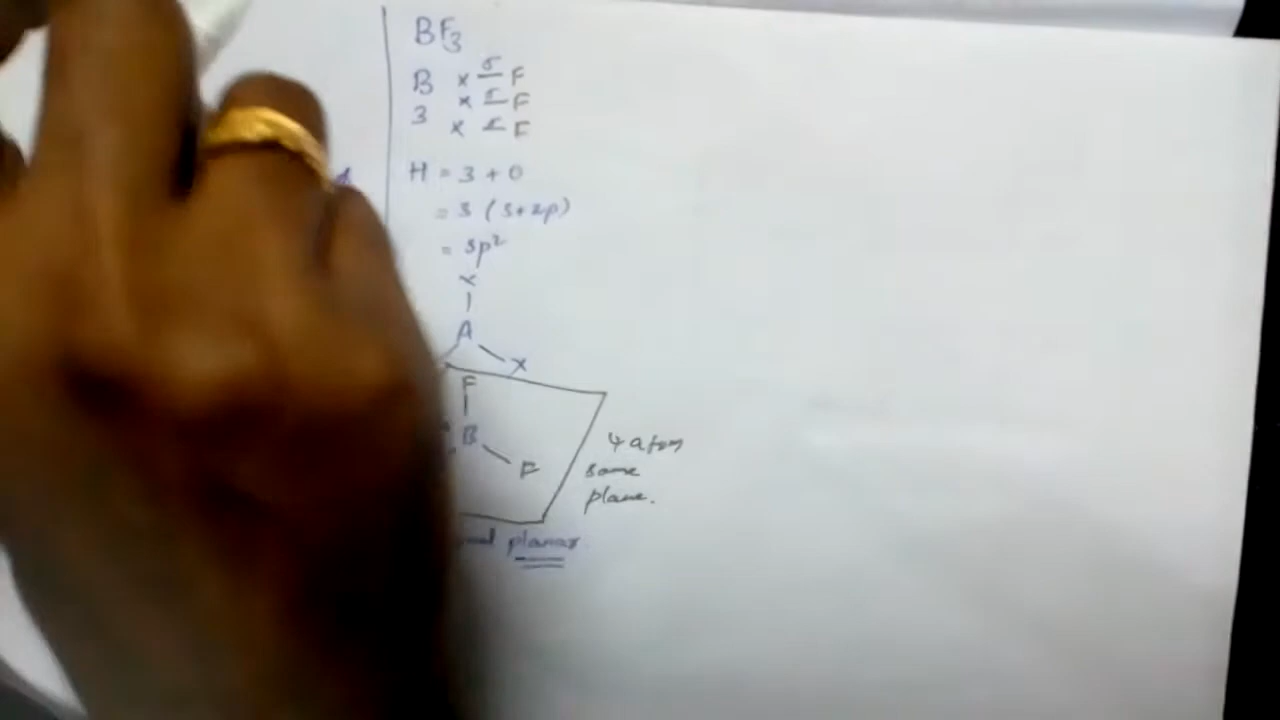 BF3
B × σ F
3 × σ F
× σ F
H = 3 + 0
= 3 (s+2p)
= sp²
X
A
X
F
B
F
4 atom
same
plane.
planar